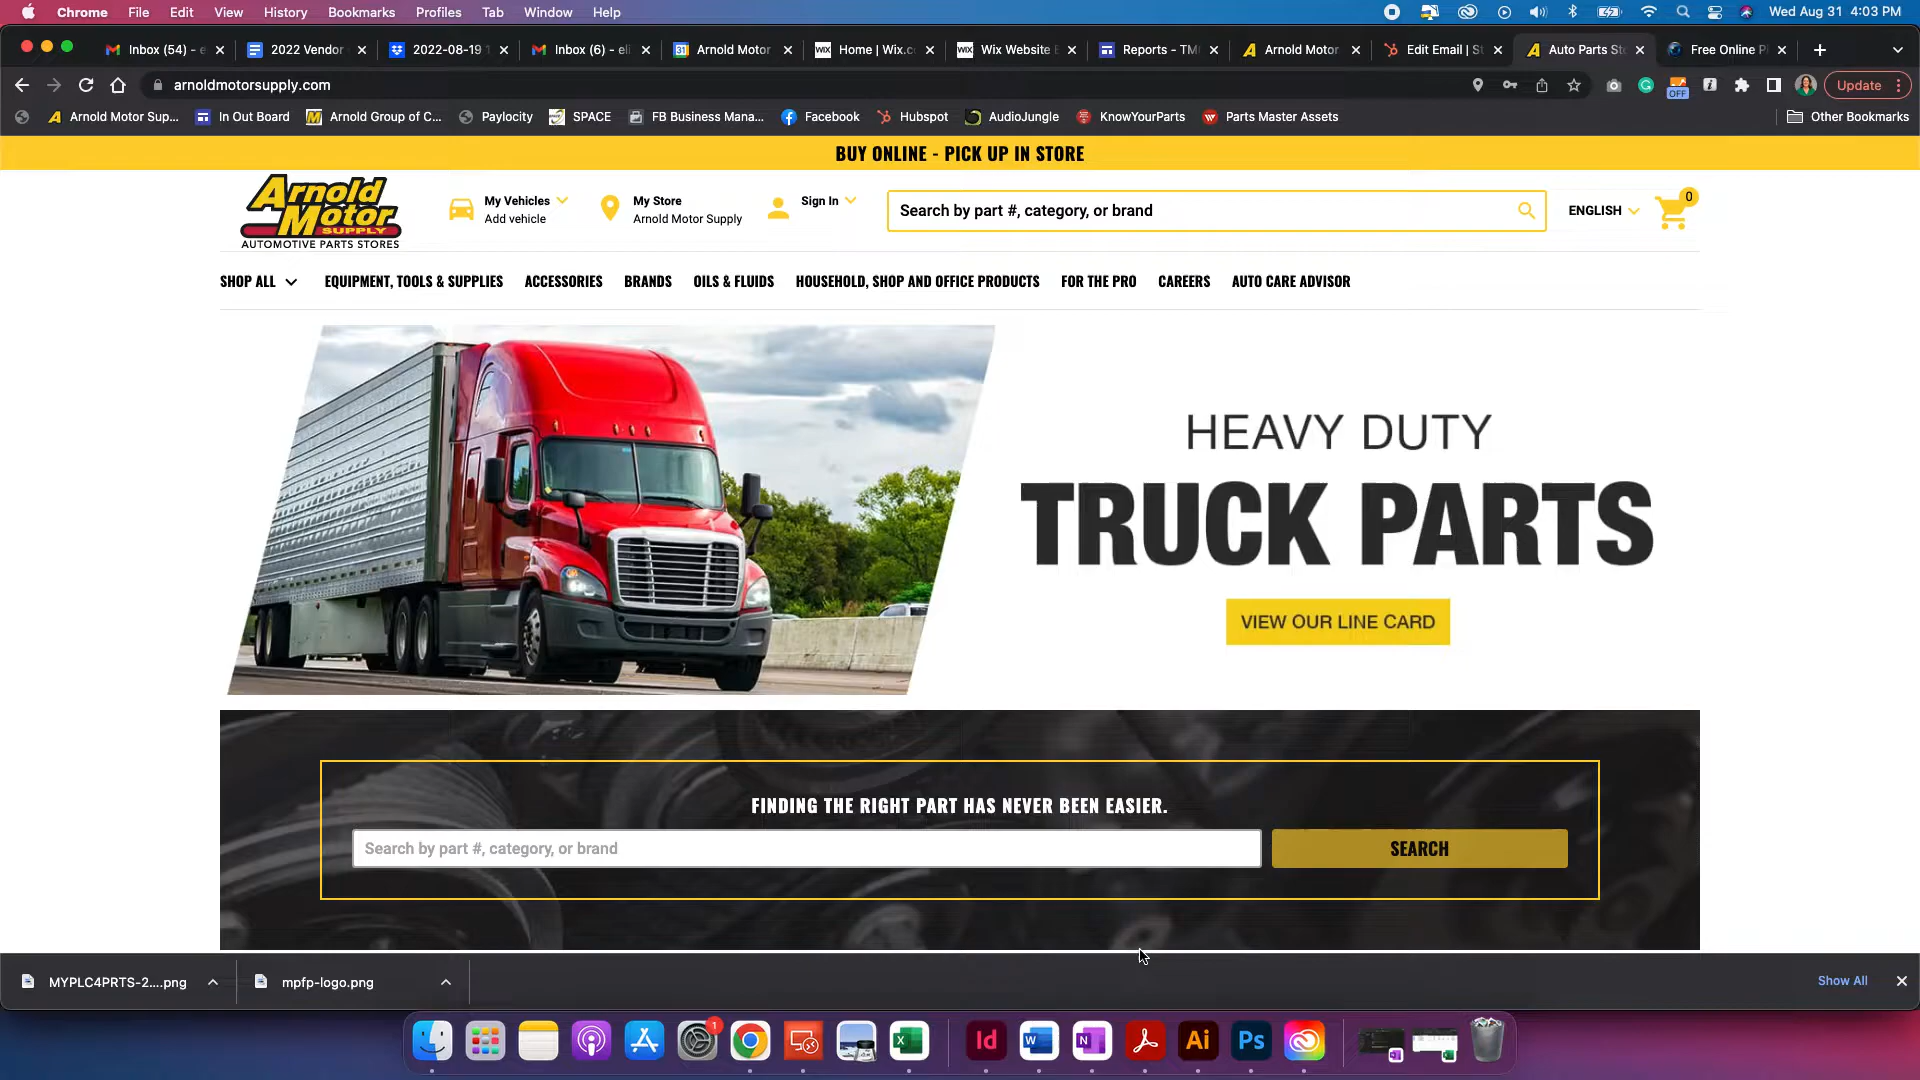 Chrome File Edit View History Bookmarks Profiles Tab Window Help Wed Aug 31 4:03 PM
Inbox (54) - e 2022 Vendor 2022-08-19 1 Inbox (6) - eli Arnold Motor Home | Wix.c Wix Website E Reports - TM Arnold Motor Edit Email | S Auto Parts St Free Online P
arnoldmotorsupply.com OFF Update
Arnold Motor Sup... In Out Board Arnold Group of C... Paylocity SPACE FB Business Mana... Facebook Hubspot AudioJungle KnowYourParts Parts Master Assets Other Bookmarks
BUY ONLINE - PICK UP IN STORE
Arnold
Motor
SUPPLY
AUTOMOTIVE PARTS STORES
My Vehicles
Add vehicle
My Store
Arnold Motor Supply
Sign In
Search by part #, category, or brand
ENGLISH
0
SHOP ALL EQUIPMENT, TOOLS & SUPPLIES ACCESSORIES BRANDS OILS & FLUIDS HOUSEHOLD, SHOP AND OFFICE PRODUCTS FOR THE PRO CAREERS AUTO CARE ADVISOR
HEAVY DUTY
TRUCK PARTS
VIEW OUR LINE CARD
FINDING THE RIGHT PART HAS NEVER BEEN EASIER.
Search by part #, category, or brand
SEARCH
MYPLC4PRTS-2....png mpfp-logo.png Show All
1
Id W N Ai Ps